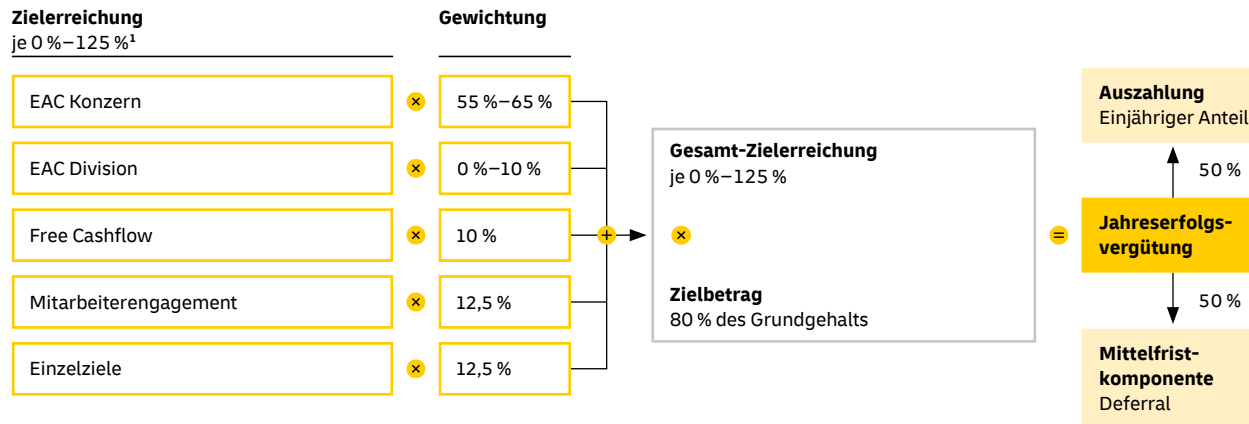 Zielerreichung
je 0 %–125 %¹
Gewichtung
EAC Konzern
×
55 %–65 %
EAC Division
×
0 %–10 %
Free Cashflow
×
10 %
Mitarbeiterengagement
×
12,5 %
Einzelziele
×
12,5 %
+
Gesamt-Zielerreichung
je 0 %–125 %
×
Zielbetrag
80 % des Grundgehalts
=
Auszahlung
Einjähriger Anteil
50 %
Jahreserfolgs-
vergütung
50 %
Mittelfrist-
komponente
Deferral